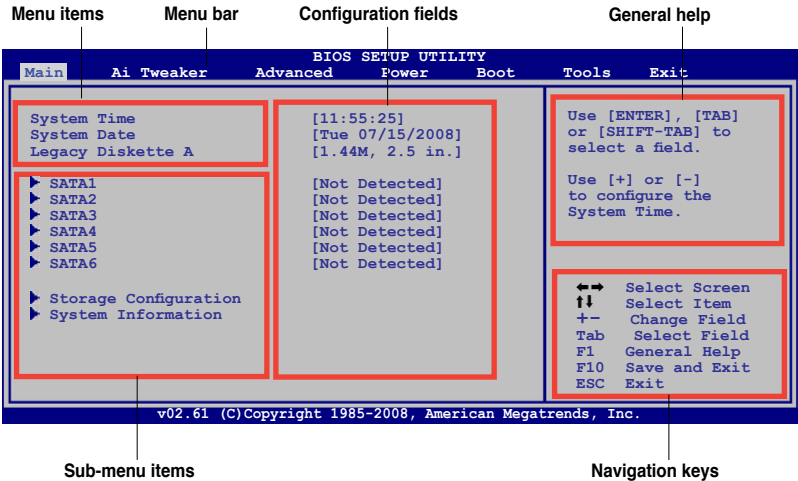 Menu items Menu bar Configuration fields General help
BIOS SETUP UTILITY
Main Ai Tweaker Advanced Power Boot Tools Exit
System Time [11:55:25]
System Date [Tue 07/15/2008]
Legacy Diskette A [1.44M, 2.5 in.]
SATA1 [Not Detected]
SATA2 [Not Detected]
SATA3 [Not Detected]
SATA4 [Not Detected]
SATA5 [Not Detected]
SATA6 [Not Detected]
Storage Configuration
System Information
Use [ENTER], [TAB]
or [SHIFT-TAB] to
select a field.
Use [+] or [-]
to configure the
System Time.
←→ Select Screen
↑↓ Select Item
+- Change Field
Tab Select Field
F1 General Help
F10 Save and Exit
ESC Exit
v02.61 (C)Copyright 1985-2008, American Megatrends, Inc.
Sub-menu items Navigation keys